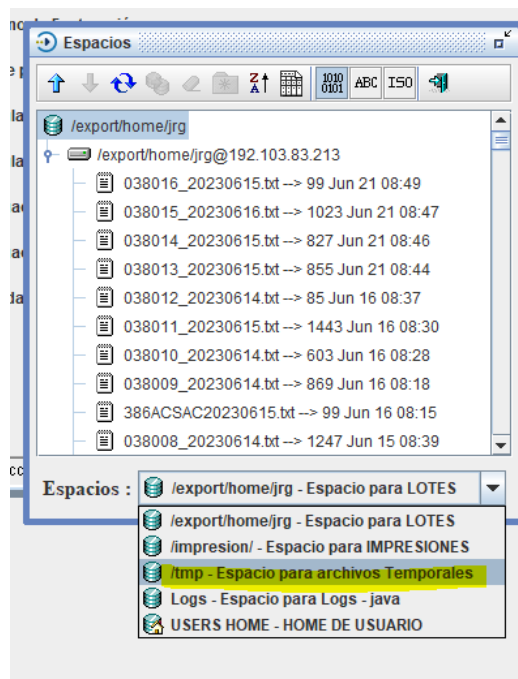 Espacios
Z
A
1010
0101
ABC
ISO
/export/home/jrg
/export/home/jrg@192.103.83.213
038016_20230615.txt --> 99 Jun 21 08:49
038015_20230616.txt --> 1023 Jun 21 08:47
038014_20230615.txt --> 827 Jun 21 08:46
038013_20230615.txt --> 855 Jun 21 08:44
038012_20230614.txt --> 85 Jun 16 08:37
038011_20230615.txt --> 1443 Jun 16 08:30
038010_20230614.txt --> 603 Jun 16 08:28
038009_20230614.txt --> 869 Jun 16 08:18
386ACSAC20230615.txt --> 99 Jun 16 08:15
038008_20230614.txt --> 1247 Jun 15 08:39
Espacios : /export/home/jrg - Espacio para LOTES
/export/home/jrg - Espacio para LOTES
/impresion/ - Espacio para IMPRESIONES
/tmp - Espacio para archivos Temporales
Logs - Espacio para Logs - java
USERS HOME - HOME DE USUARIO